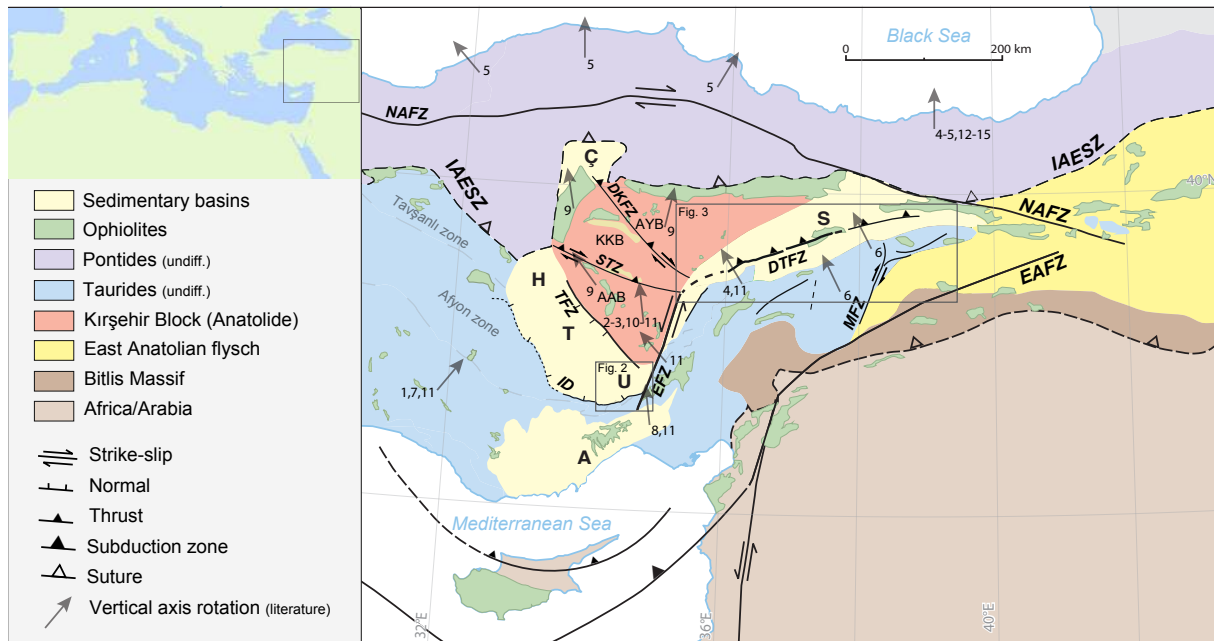 Sedimentary basins
Ophiolites
Pontides (undiff.)
Taurides (undiff.)
Kırşehir Block (Anatolide)
East Anatolian flysch
Bitlis Massif
Africa/Arabia
Strike-slip
Normal
Thrust
Subduction zone
Suture
Vertical axis rotation (literature)
Black Sea
0
200 km
5
5
5
4-5,12-15
NAFZ
IAESZ
40°N
IAESZ
Ç
DKFZ
9
AYB
9
Fig. 3
KKB
S
NAFZ
Tavşanlı zone
STZ
DTFZ
6
EAFZ
H
9
AAB
4,11
6
MFZ
TFZ
2-3,10-11
Afyon zone
T
11
Fig. 2
U
EFZ
ID
1,7,11
8,11
A
Mediterranean Sea
32°E
36°E
40°E